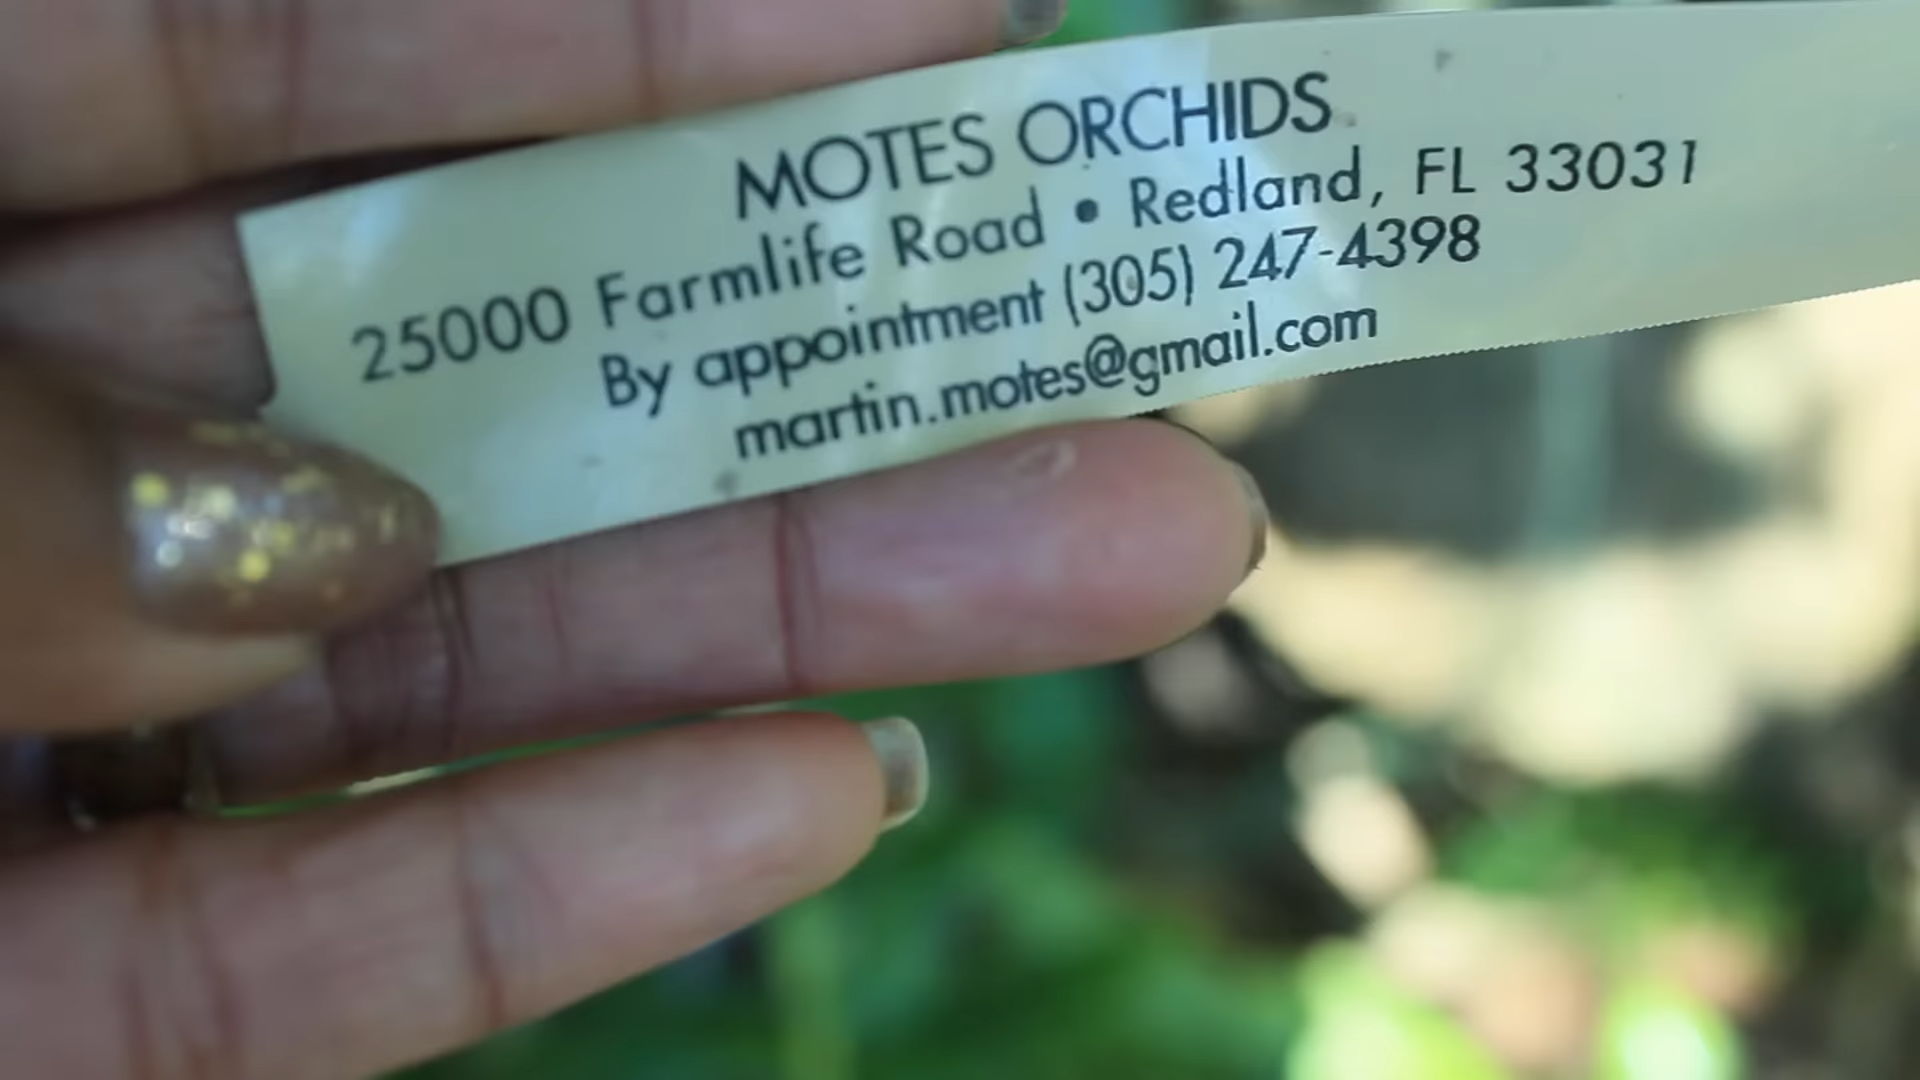 MOTES ORCHIDS
25000 Farmlife Road • Redland, FL 33031
By appointment (305) 247-4398
martin.motes@gmail.com